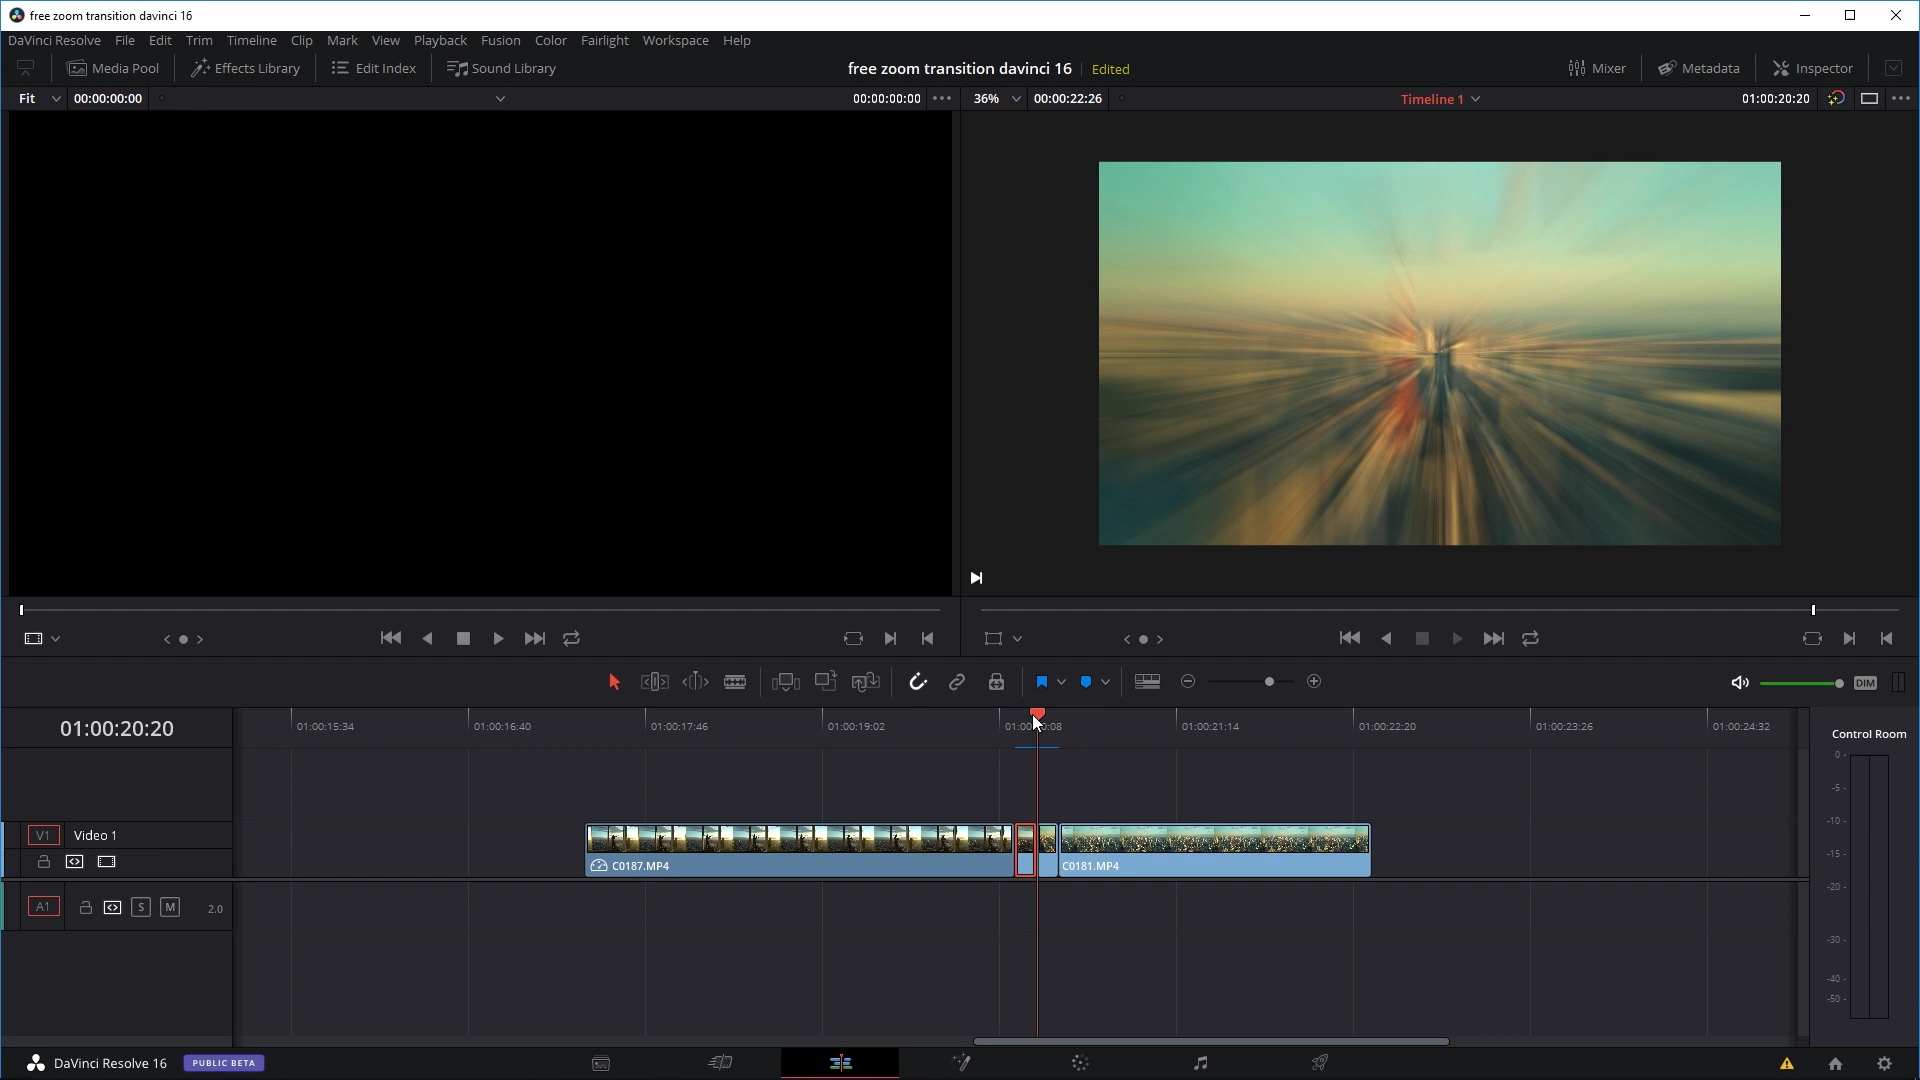 free zoom transition davinci 16
DaVinci Resolve File Edit Trim Timeline Clip Mark View Playback Fusion Color Fairlight Workspace Help
Media Pool Effects Library Edit Index Sound Library free zoom transition davinci 16 Edited Mixer Metadata Inspector
Fit 00:00:00:00 00:00:00:00 36% 00:00:22:26 Timeline 1 01:00:20:20
DIM
01:00:20:20 01:00:15:34 01:00:16:40 01:00:17:46 01:00:19:02 01:00:21:14 01:00:22:20 01:00:23:26 01:00:24:32
Control Room
0
-5
-10
-15
-20
-30
-40
-50
V1 Video 1
C0187.MP4 C0181.MP4
A1 S M 2.0
DaVinci Resolve 16 PUBLIC BETA